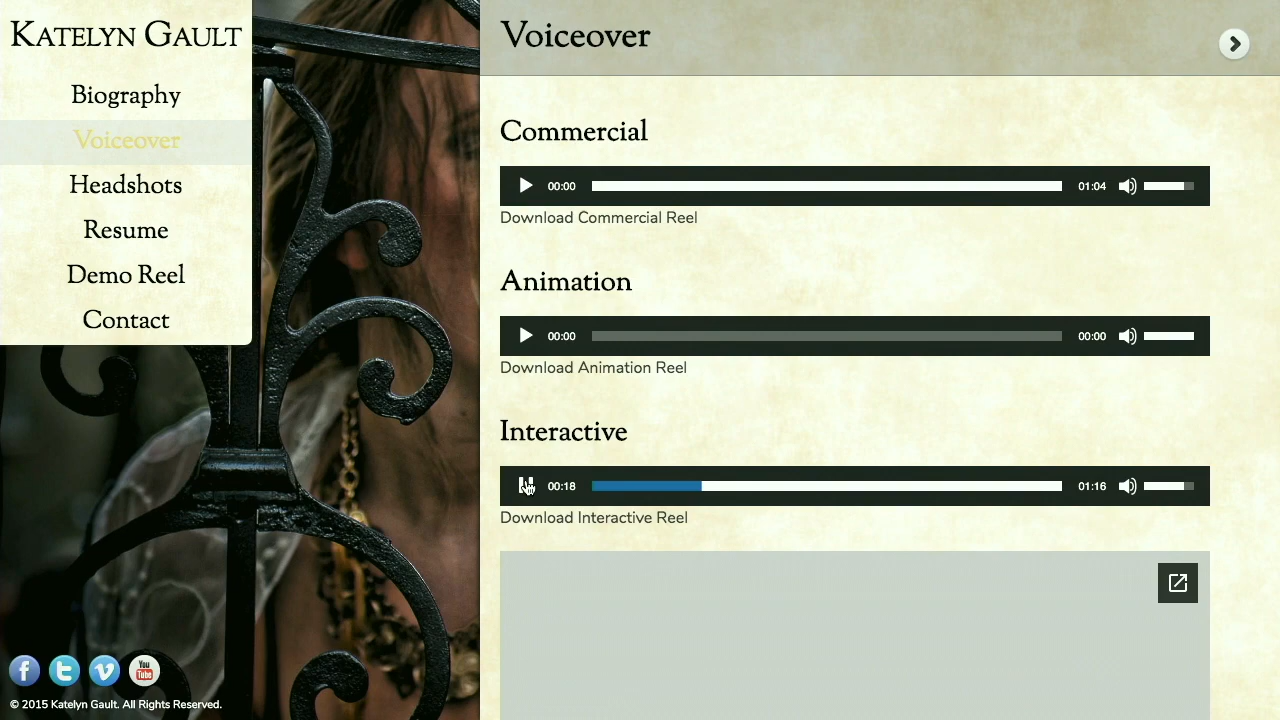 KATELYN GAULT
Biography
Voiceover
Headshots
Resume
Demo Reel
Contact
You
Tube
© 2015 Katelyn Gault. All Rights Reserved.
Voiceover
Commercial
00:00 01:04
Download Commercial Reel
Animation
00:00 00:00
Download Animation Reel
Interactive
00:18 01:16
Download Interactive Reel